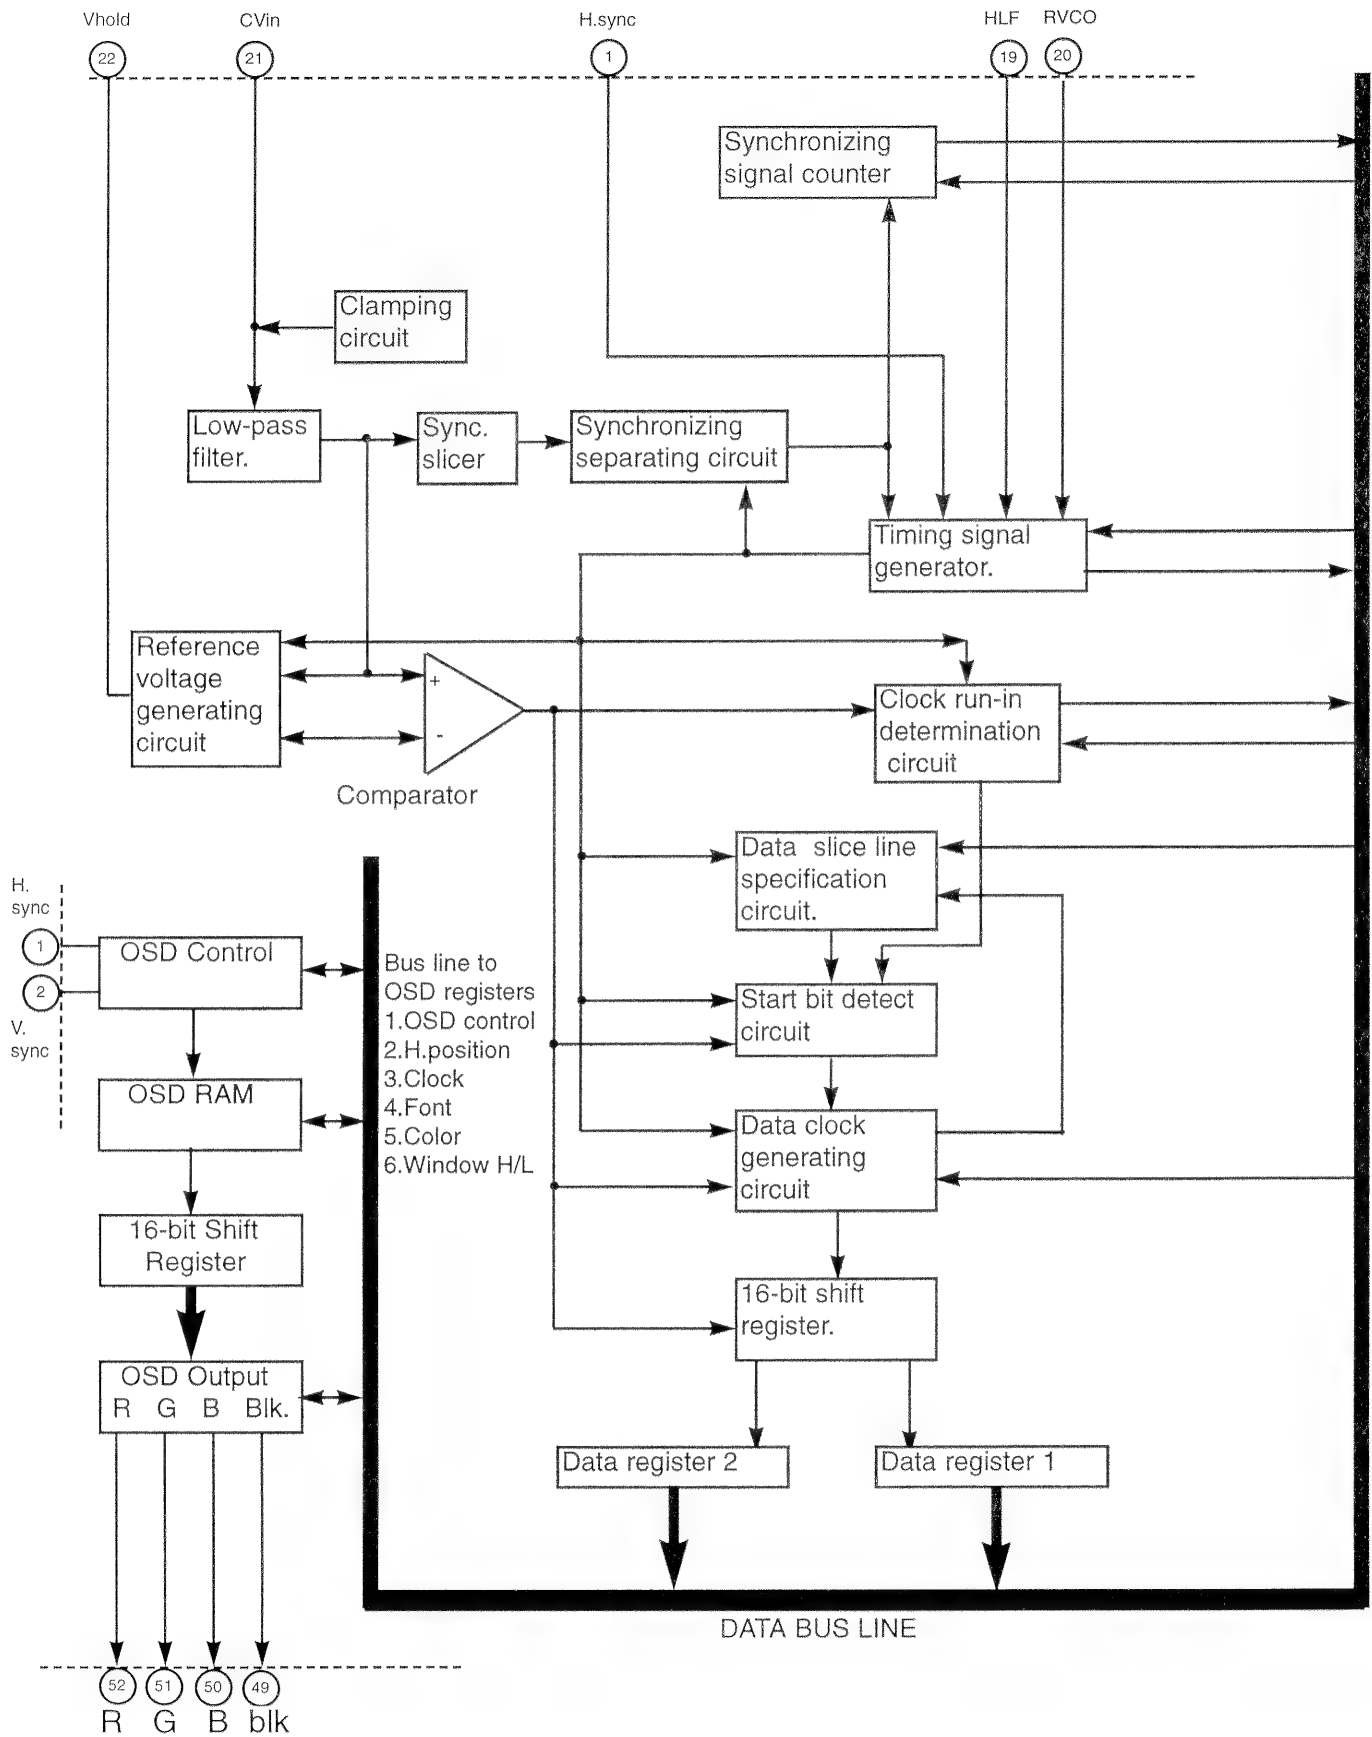 Vhold CVin H.sync HLF RVCO
22 21 1 19 20
Synchronizing
signal counter
Clamping
circuit
Low-pass
filter.
Sync.
slicer
Synchronizing
separating circuit
Timing signal
generator.
Reference
voltage
generating
circuit
+
-
Comparator
Clock run-in
determination
circuit
Data slice line
specification
circuit.
Start bit detect
circuit
Data clock
generating
circuit
16-bit shift
register.
Data register 2
Data register 1
DATA BUS LINE
H.
sync
1
2
V.
sync
OSD Control
OSD RAM
16-bit Shift
Register
OSD Output
R G B Blk.
Bus line to
OSD registers
1.OSD control
2.H.position
3.Clock
4.Font
5.Color
6.Window H/L
52 51 50 49
R G B blk